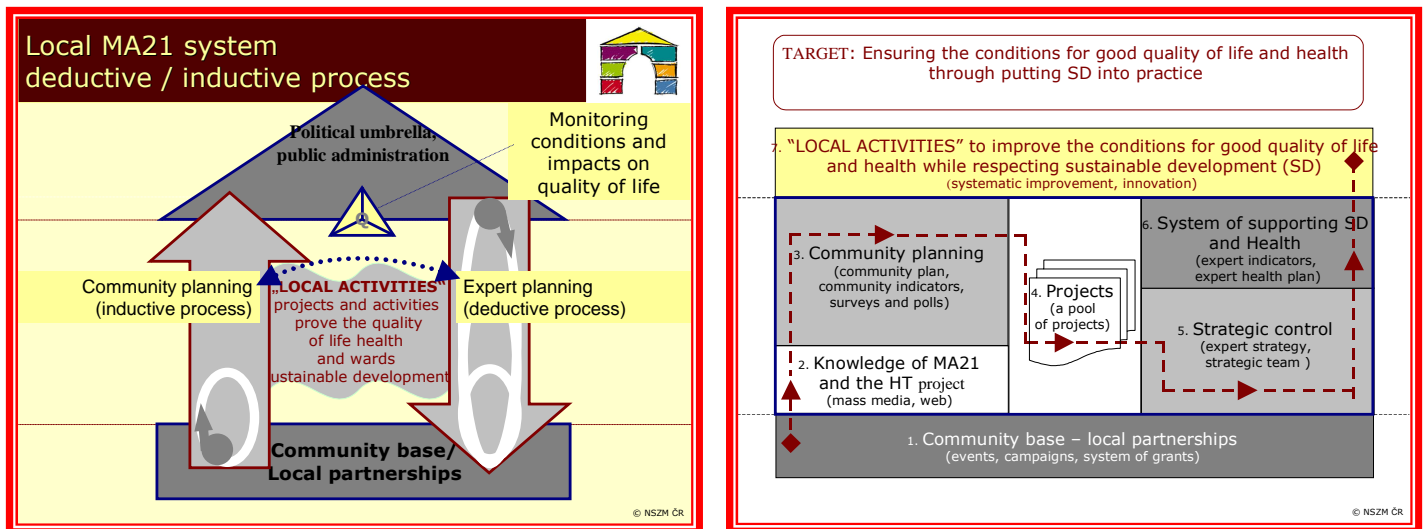 Local MA21 system
deductive / inductive process
Political umbrella,
public administration
Monitoring
conditions and
impacts on
quality of life
Q
Community planning
(inductive process)
„LOCAL ACTIVITIES“
projects and activities
prove the quality
of life health
and wards
ustainable development
Expert planning
(deductive process)
Community base/
Local partnerships
© NSZM ČR
TARGET: Ensuring the conditions for good quality of life and health
through putting SD into practice
7. “LOCAL ACTIVITIES” to improve the conditions for good quality of life
and health while respecting sustainable development (SD)
(systematic improvement, innovation)
3. Community planning
(community plan,
community indicators,
surveys and polls)
2. Knowledge of MA21
and the HT project
(mass media, web)
4. Projects
(a pool
of projects)
6. System of supporting SD
and Health
(expert indicators,
expert health plan)
5. Strategic control
(expert strategy,
strategic team )
1. Community base – local partnerships
(events, campaigns, system of grants)
© NSZM ČR